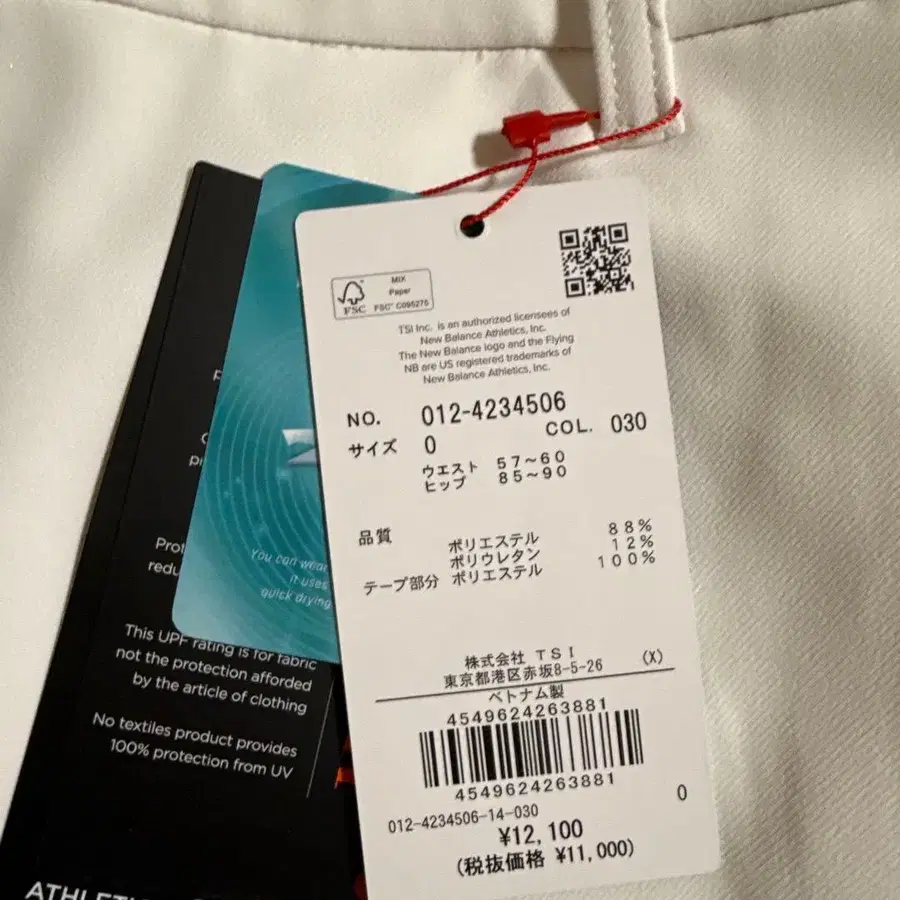 MIX
Paper
FSC
FSC™ C095275
TSI Inc. is an authorized licensees of
New Balance Athletics, Inc.
The New Balance logo and the Flying
NB are US registered trademarks of
New Balance Athletics, Inc.
NO. 012-4234506
サイズ 0 COL. 030
ウエスト 57~60
ヒップ 85~90
品質 ポリエステル 88%
ポリウレタン 12%
テープ部分 ポリエステル 100%
株式会社 TSI
東京都港区赤坂8-5-26 (X)
ベトナム製
4549624263881
4549624263881
012-4234506-14-030 0
¥12,100
(税抜価格 ¥11,000)
You can wear
it uses
quick drying
This UPF rating is for fabric
not the protection afforded
by the article of clothing
No textiles product provides
100% protection from UV